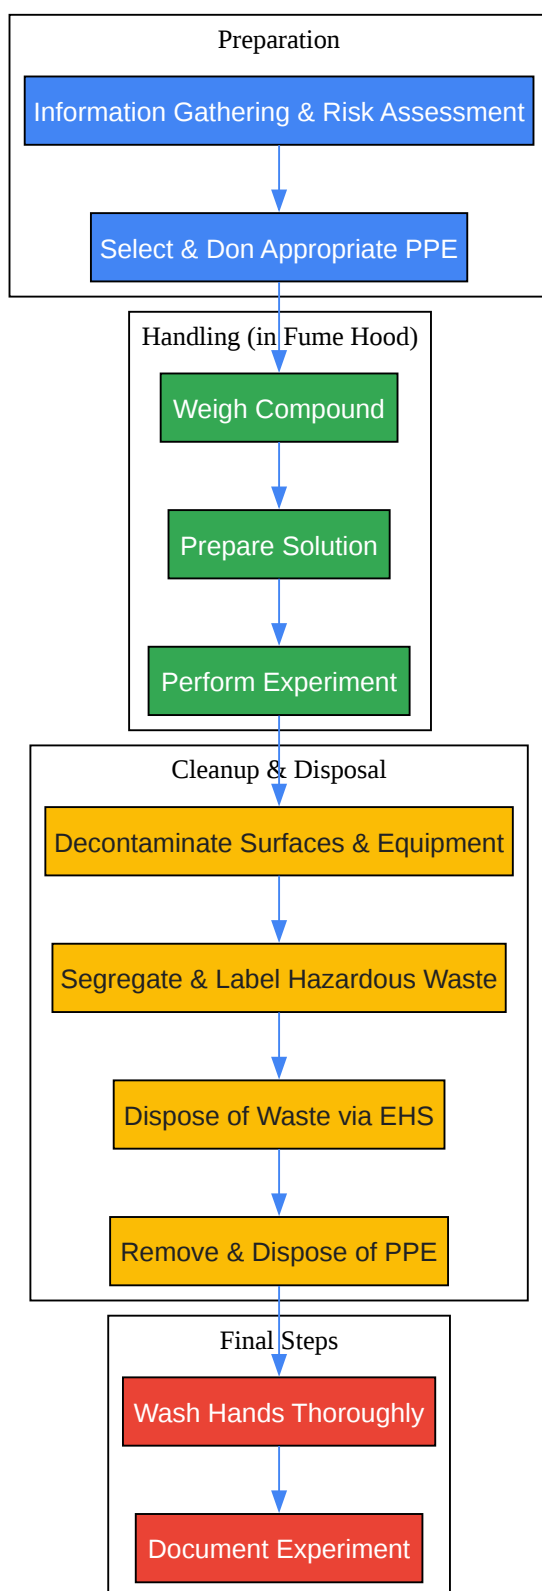 Preparation
Information Gathering & Risk Assessment
Select & Don Appropriate PPE
Handling (in Fume Hood)
Weigh Compound
Prepare Solution
Perform Experiment
Cleanup & Disposal
Decontaminate Surfaces & Equipment
Segregate & Label Hazardous Waste
Dispose of Waste via EHS
Remove & Dispose of PPE
Final Steps
Wash Hands Thoroughly
Document Experiment